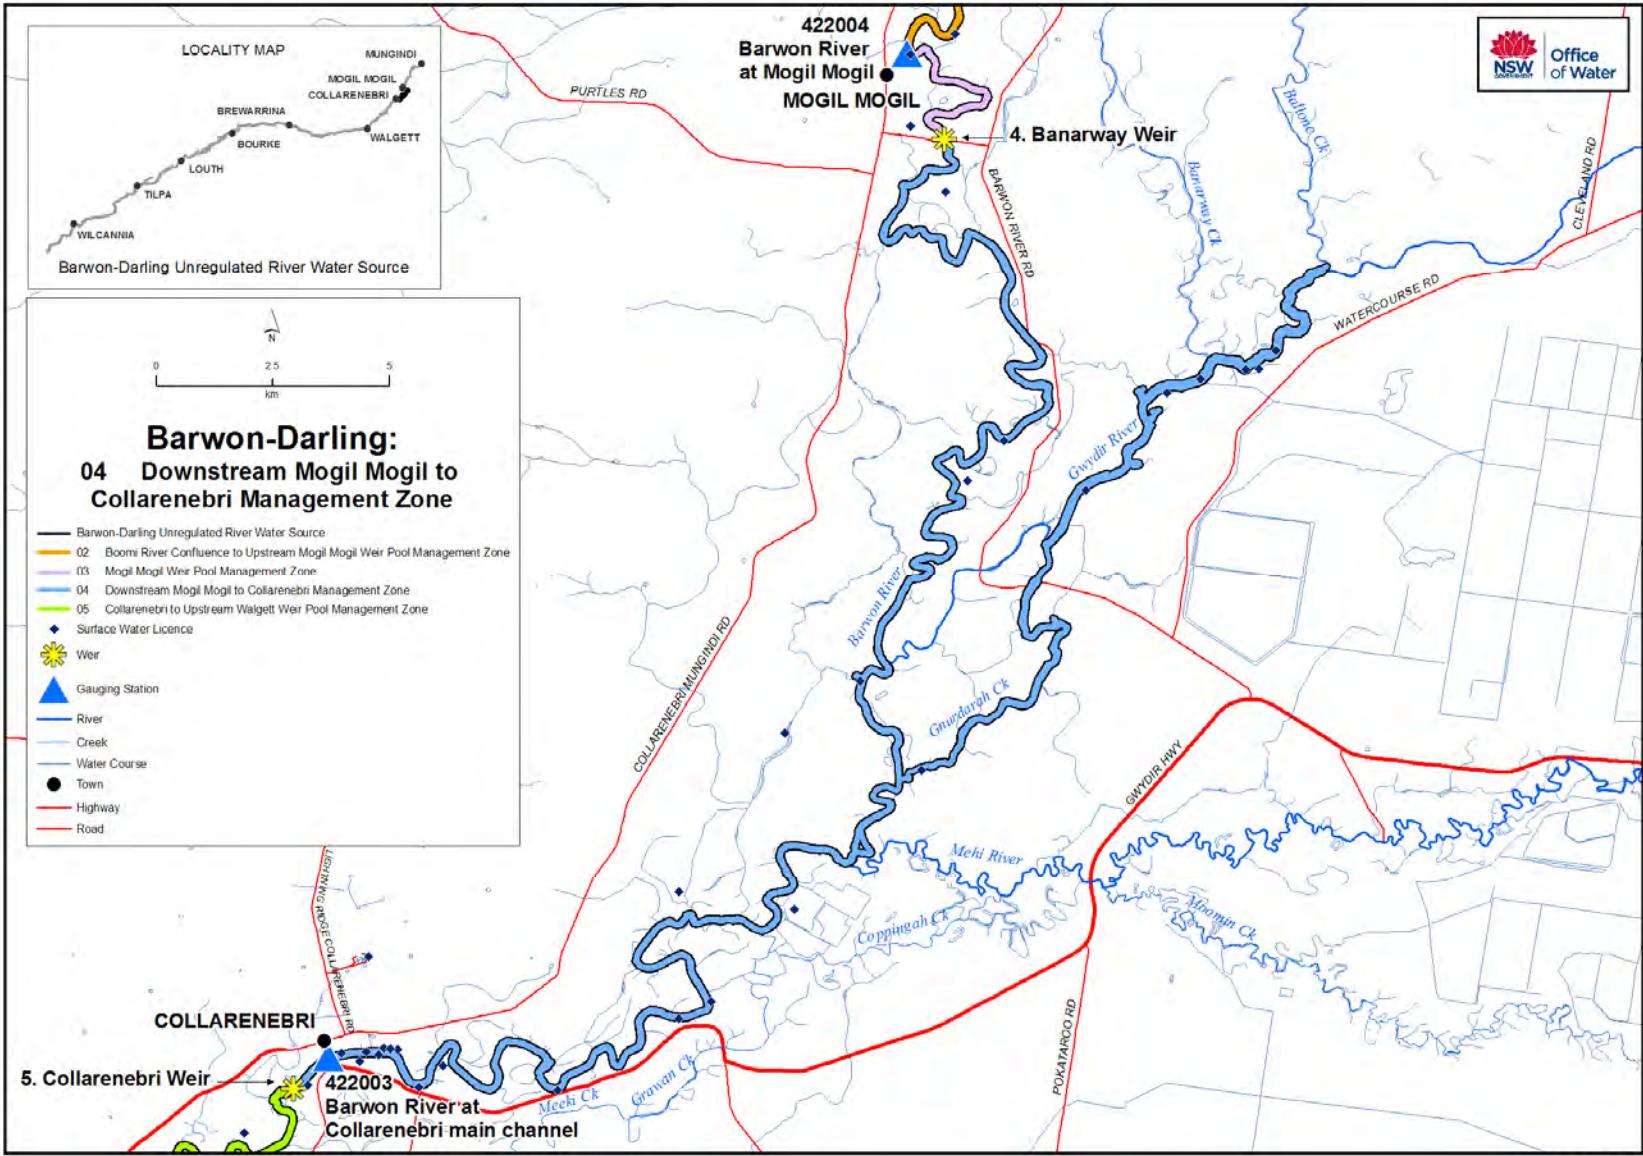 LOCALITY MAP
MUNGINDI
MOGIL MOGIL
COLLARENEBRI
BREWARRINA
WALGETT
BOURKE
LOUTH
TILPA
WILCANNIA
Barwon-Darling Unregulated River Water Source
422004
Barwon River
at Mogil Mogil
MOGIL MOGIL
4. Banarway Weir
NSW
GOVERNMENT
Office
of Water
PURTLES RD
BARWON RIVER RD
Banarway Ck
Ballone Ck
CLEVELAND RD
WATERCOURSE RD
N
0 2.5 5
km
Barwon-Darling:
04 Downstream Mogil Mogil to
Collarenebri Management Zone
Barwon-Darling Unregulated River Water Source
02 Boomi River Confluence to Upstream Mogil Mogil Weir Pool Management Zone
03 Mogil Mogil Weir Pool Management Zone
04 Downstream Mogil Mogil to Collarenebri Management Zone
05 Collarenebri to Upstream Walgett Weir Pool Management Zone
Surface Water Licence
Weir
Gauging Station
River
Creek
Water Course
Town
Highway
Road
Gwydir River
Barwon River
COLLARENEBRI MUNGINDI RD
Gnurdarah Ck
GWYDIR HWY
Mehi River
Coppingah Ck
Moomin Ck
LIGHTNING RIDGE COLLARENEBRI RD
COLLARENEBRI
5. Collarenebri Weir
422003
Barwon River at
Collarenebri main channel
Meeki Ck
Grawan Ck
POKATAROO RD